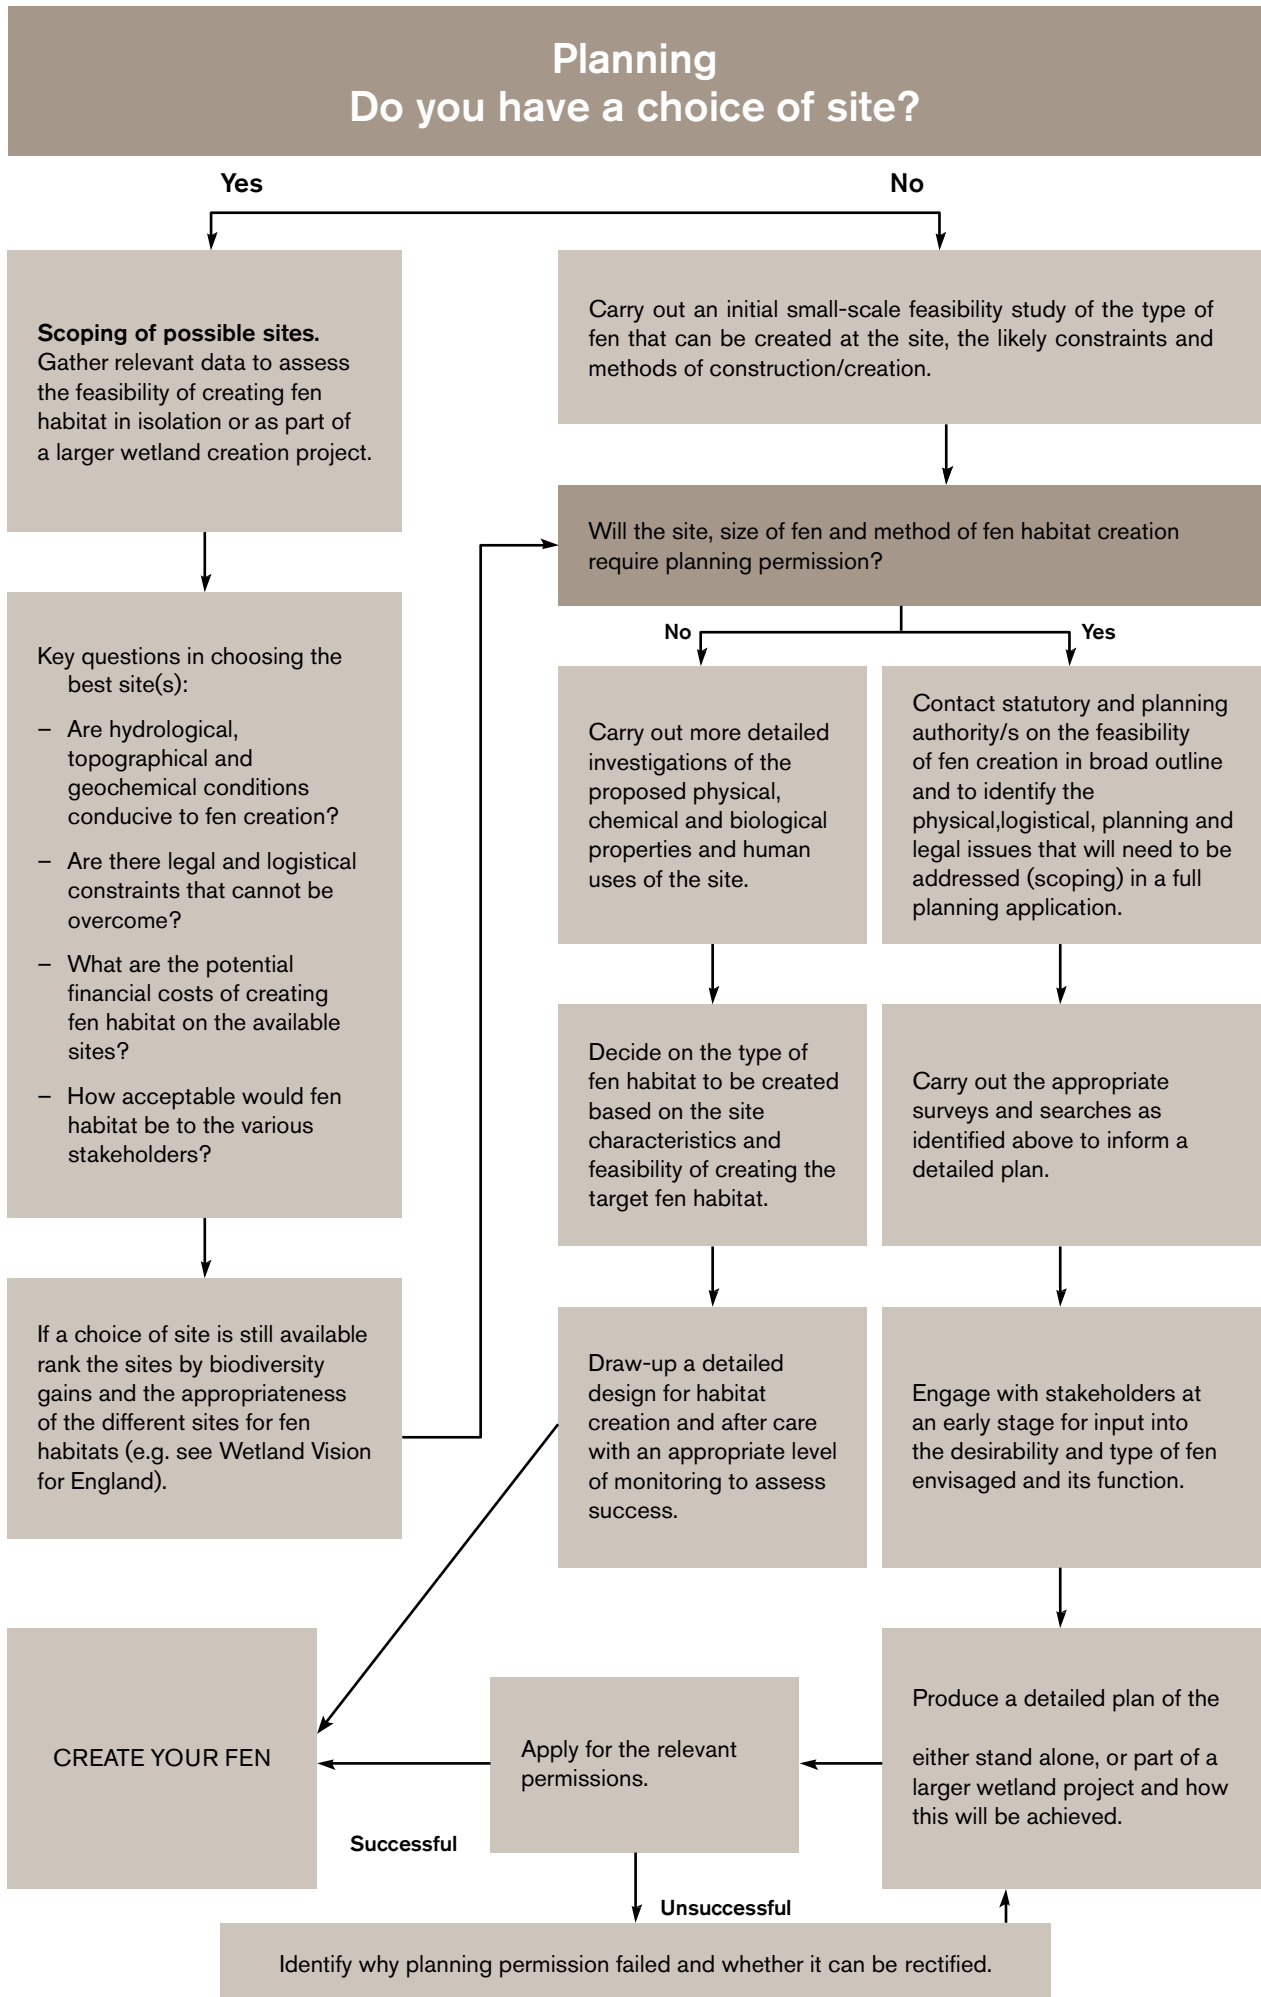 Planning
Do you have a choice of site?
Yes
No
Scoping of possible sites.
Gather relevant data to assess
the feasibility of creating fen
habitat in isolation or as part of
a larger wetland creation project.
Key questions in choosing the
best site(s):
– Are hydrological,
topographical and
geochemical conditions
conducive to fen creation?
– Are there legal and logistical
constraints that cannot be
overcome?
– What are the potential
financial costs of creating
fen habitat on the available
sites?
– How acceptable would fen
habitat be to the various
stakeholders?
If a choice of site is still available
rank the sites by biodiversity
gains and the appropriateness
of the different sites for fen
habitats (e.g. see Wetland Vision
for England).
Carry out an initial small-scale feasibility study of the type of
fen that can be created at the site, the likely constraints and
methods of construction/creation.
Will the site, size of fen and method of fen habitat creation
require planning permission?
No
Yes
Carry out more detailed
investigations of the
proposed physical,
chemical and biological
properties and human
uses of the site.
Decide on the type of
fen habitat to be created
based on the site
characteristics and
feasibility of creating the
target fen habitat.
Draw-up a detailed
design for habitat
creation and after care
with an appropriate level
of monitoring to assess
success.
Contact statutory and planning
authority/s on the feasibility
of fen creation in broad outline
and to identify the
physical,logistical, planning and
legal issues that will need to be
addressed (scoping) in a full
planning application.
Carry out the appropriate
surveys and searches as
identified above to inform a
detailed plan.
Engage with stakeholders at
an early stage for input into
the desirability and type of fen
envisaged and its function.
Produce a detailed plan of the
either stand alone, or part of a
larger wetland project and how
this will be achieved.
Apply for the relevant
permissions.
CREATE YOUR FEN
Successful
Unsuccessful
Identify why planning permission failed and whether it can be rectified.